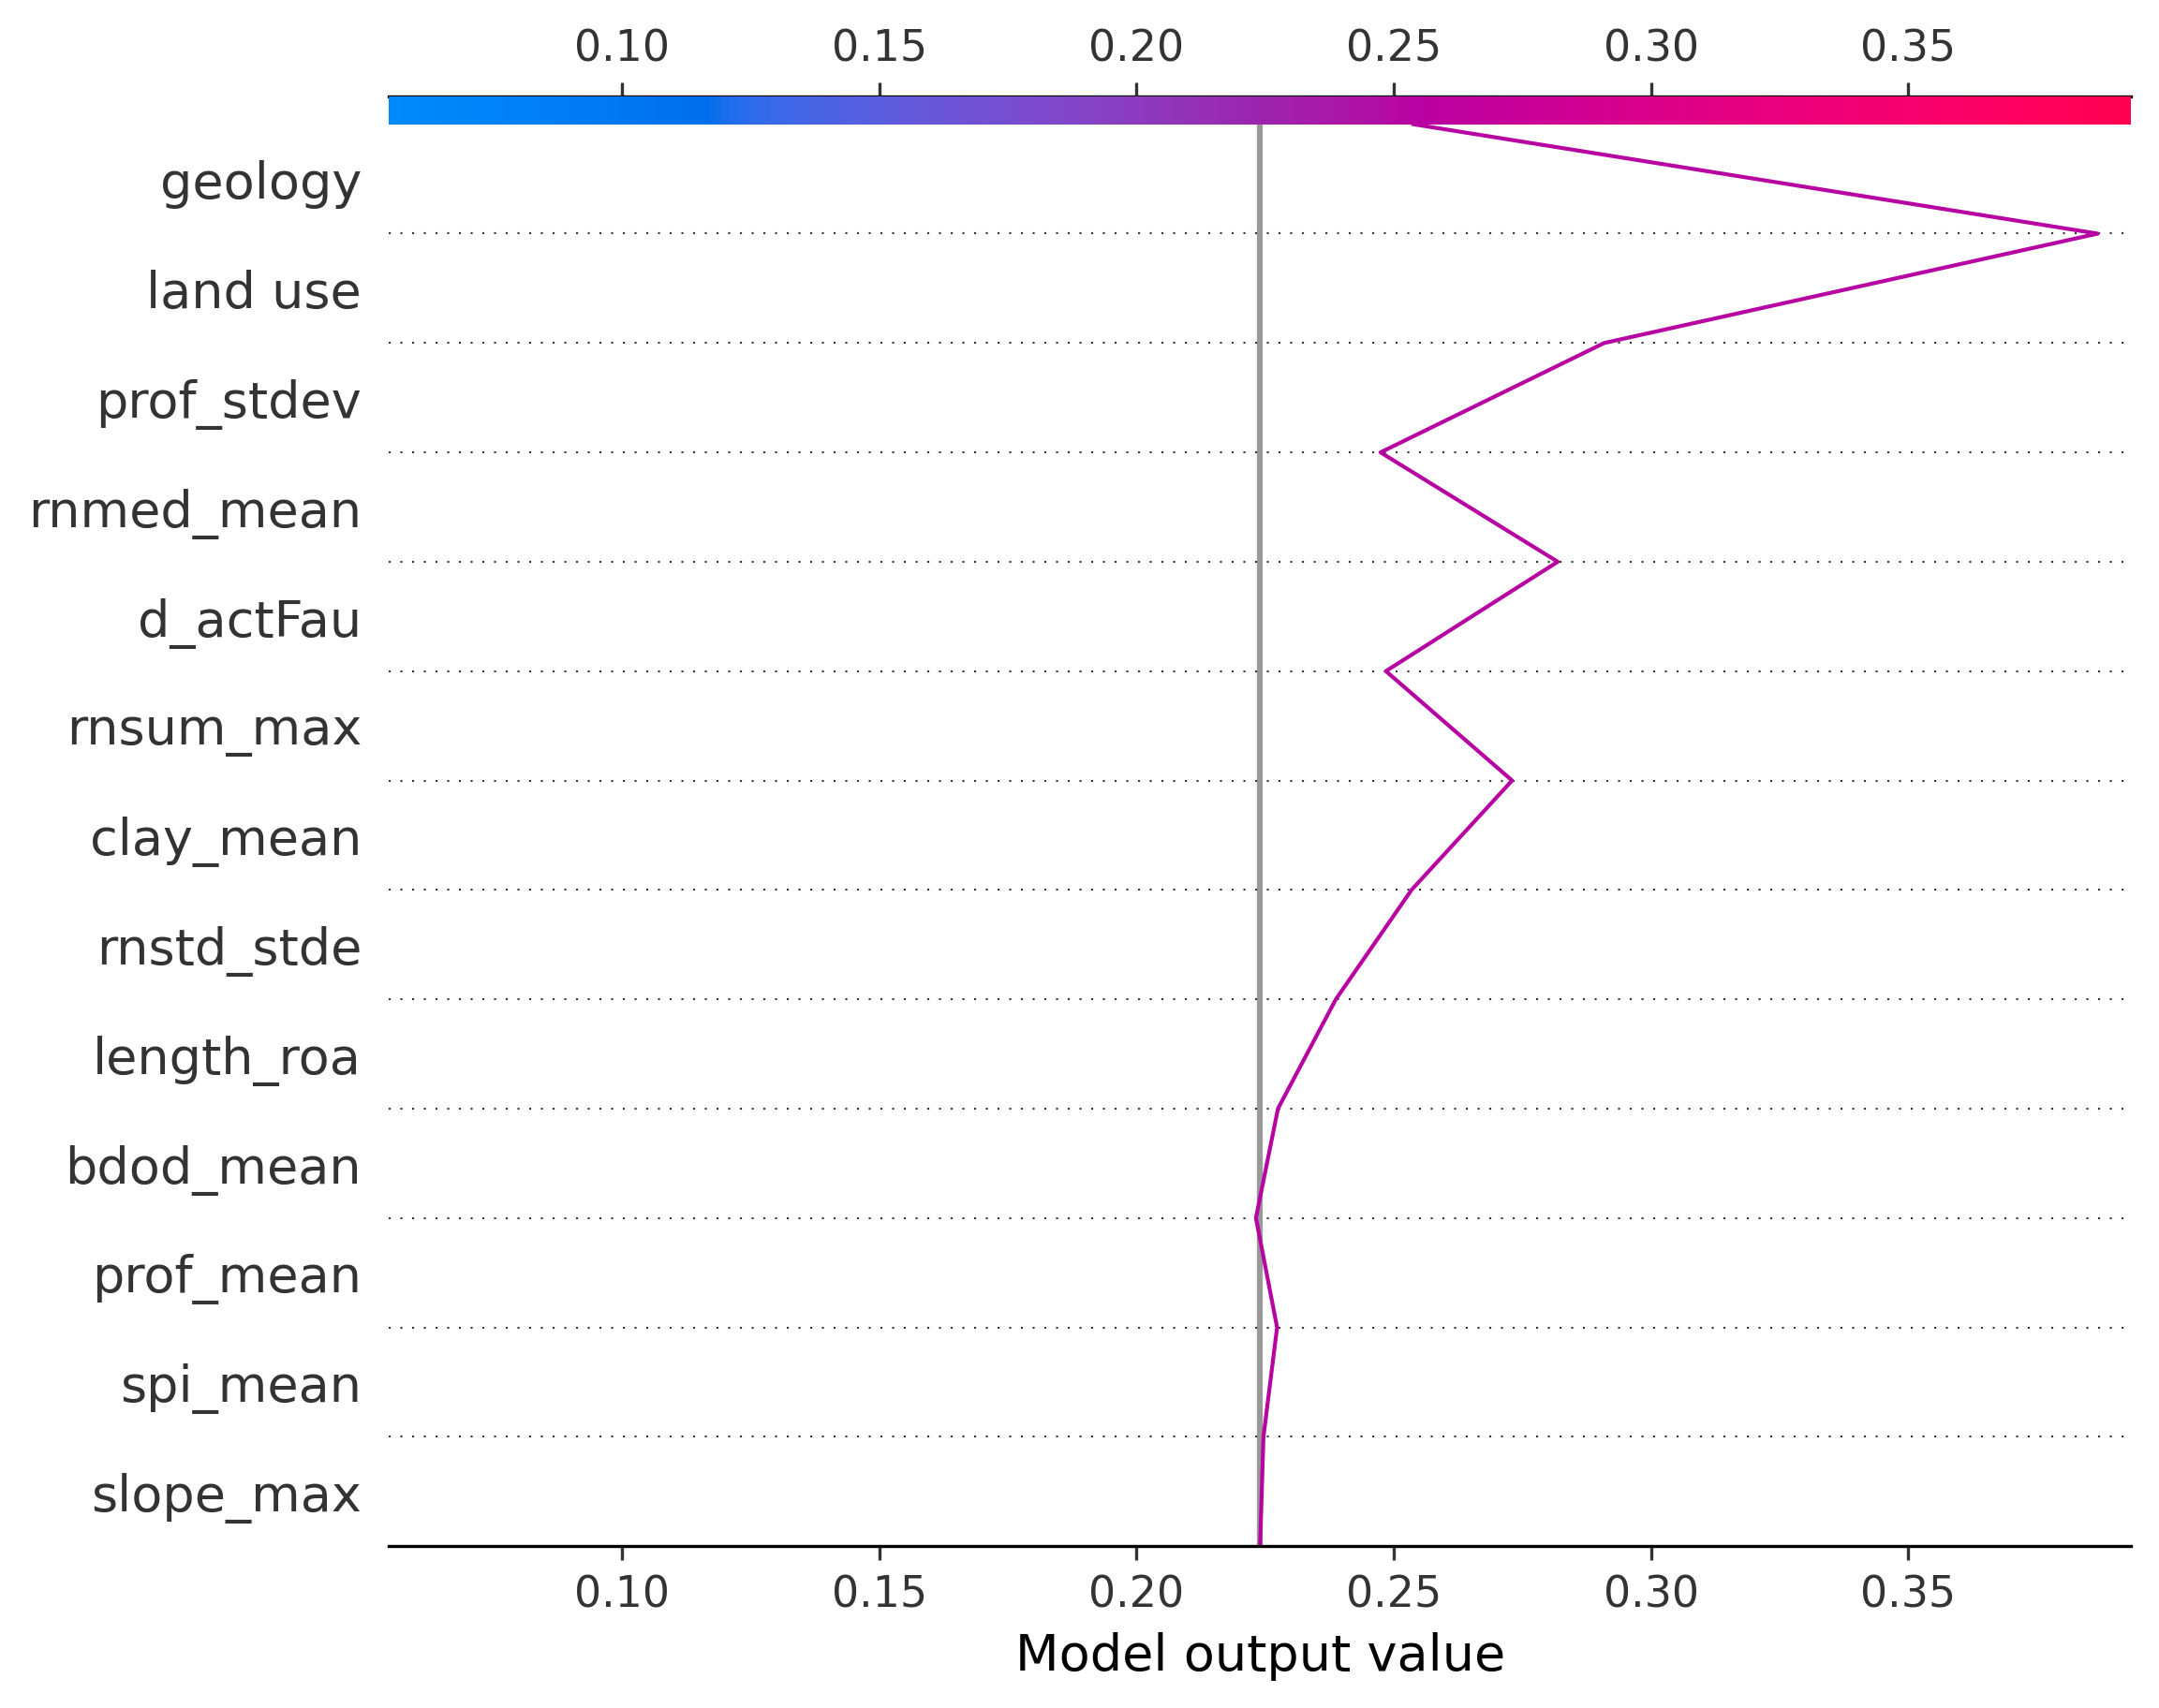 0.10 0.15 0.20 0.25 0.30 0.35
geology
land use
prof_stdev
rnmed_mean
d_actFau
rnsum_max
clay_mean
rnstd_stde
length_roa
bdod_mean
prof_mean
spi_mean
slope_max
0.10 0.15 0.20 0.25 0.30 0.35
Model output value